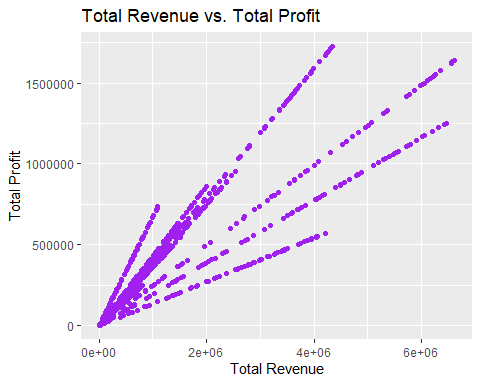 Total Revenue vs. Total Profit
Total Profit
1500000
1000000
500000
0
0e+00
2e+06
4e+06
6e+06
Total Revenue